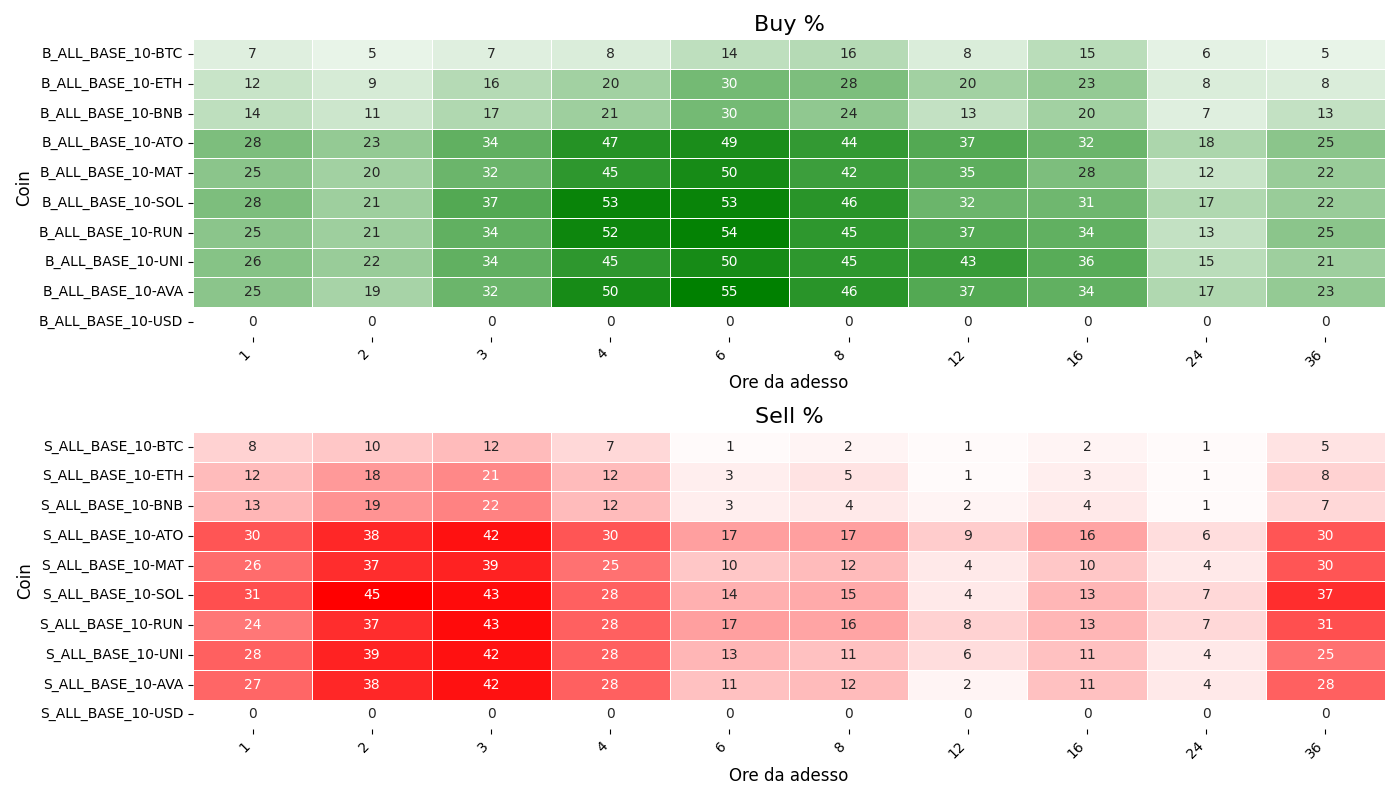 Buy %
Coin
B_ALL_BASE_10-BTC 7 5 7 8 14 16 8 15 6 5
B_ALL_BASE_10-ETH 12 9 16 20 30 28 20 23 8 8
B_ALL_BASE_10-BNB 14 11 17 21 30 24 13 20 7 13
B_ALL_BASE_10-ATO 28 23 34 47 49 44 37 32 18 25
B_ALL_BASE_10-MAT 25 20 32 45 50 42 35 28 12 22
B_ALL_BASE_10-SOL 28 21 37 53 53 46 32 31 17 22
B_ALL_BASE_10-RUN 25 21 34 52 54 45 37 34 13 25
B_ALL_BASE_10-UNI 26 22 34 45 50 45 43 36 15 21
B_ALL_BASE_10-AVA 25 19 32 50 55 46 37 34 17 23
B_ALL_BASE_10-USD 0 0 0 0 0 0 0 0 0 0
1 2 3 4 6 8 12 16 24 36
Ore da adesso
Sell %
Coin
S_ALL_BASE_10-BTC 8 10 12 7 1 2 1 2 1 5
S_ALL_BASE_10-ETH 12 18 21 12 3 5 1 3 1 8
S_ALL_BASE_10-BNB 13 19 22 12 3 4 2 4 1 7
S_ALL_BASE_10-ATO 30 38 42 30 17 17 9 16 6 30
S_ALL_BASE_10-MAT 26 37 39 25 10 12 4 10 4 30
S_ALL_BASE_10-SOL 31 45 43 28 14 15 4 13 7 37
S_ALL_BASE_10-RUN 24 37 43 28 17 16 8 13 7 31
S_ALL_BASE_10-UNI 28 39 42 28 13 11 6 11 4 25
S_ALL_BASE_10-AVA 27 38 42 28 11 12 2 11 4 28
S_ALL_BASE_10-USD 0 0 0 0 0 0 0 0 0 0
1 2 3 4 6 8 12 16 24 36
Ore da adesso